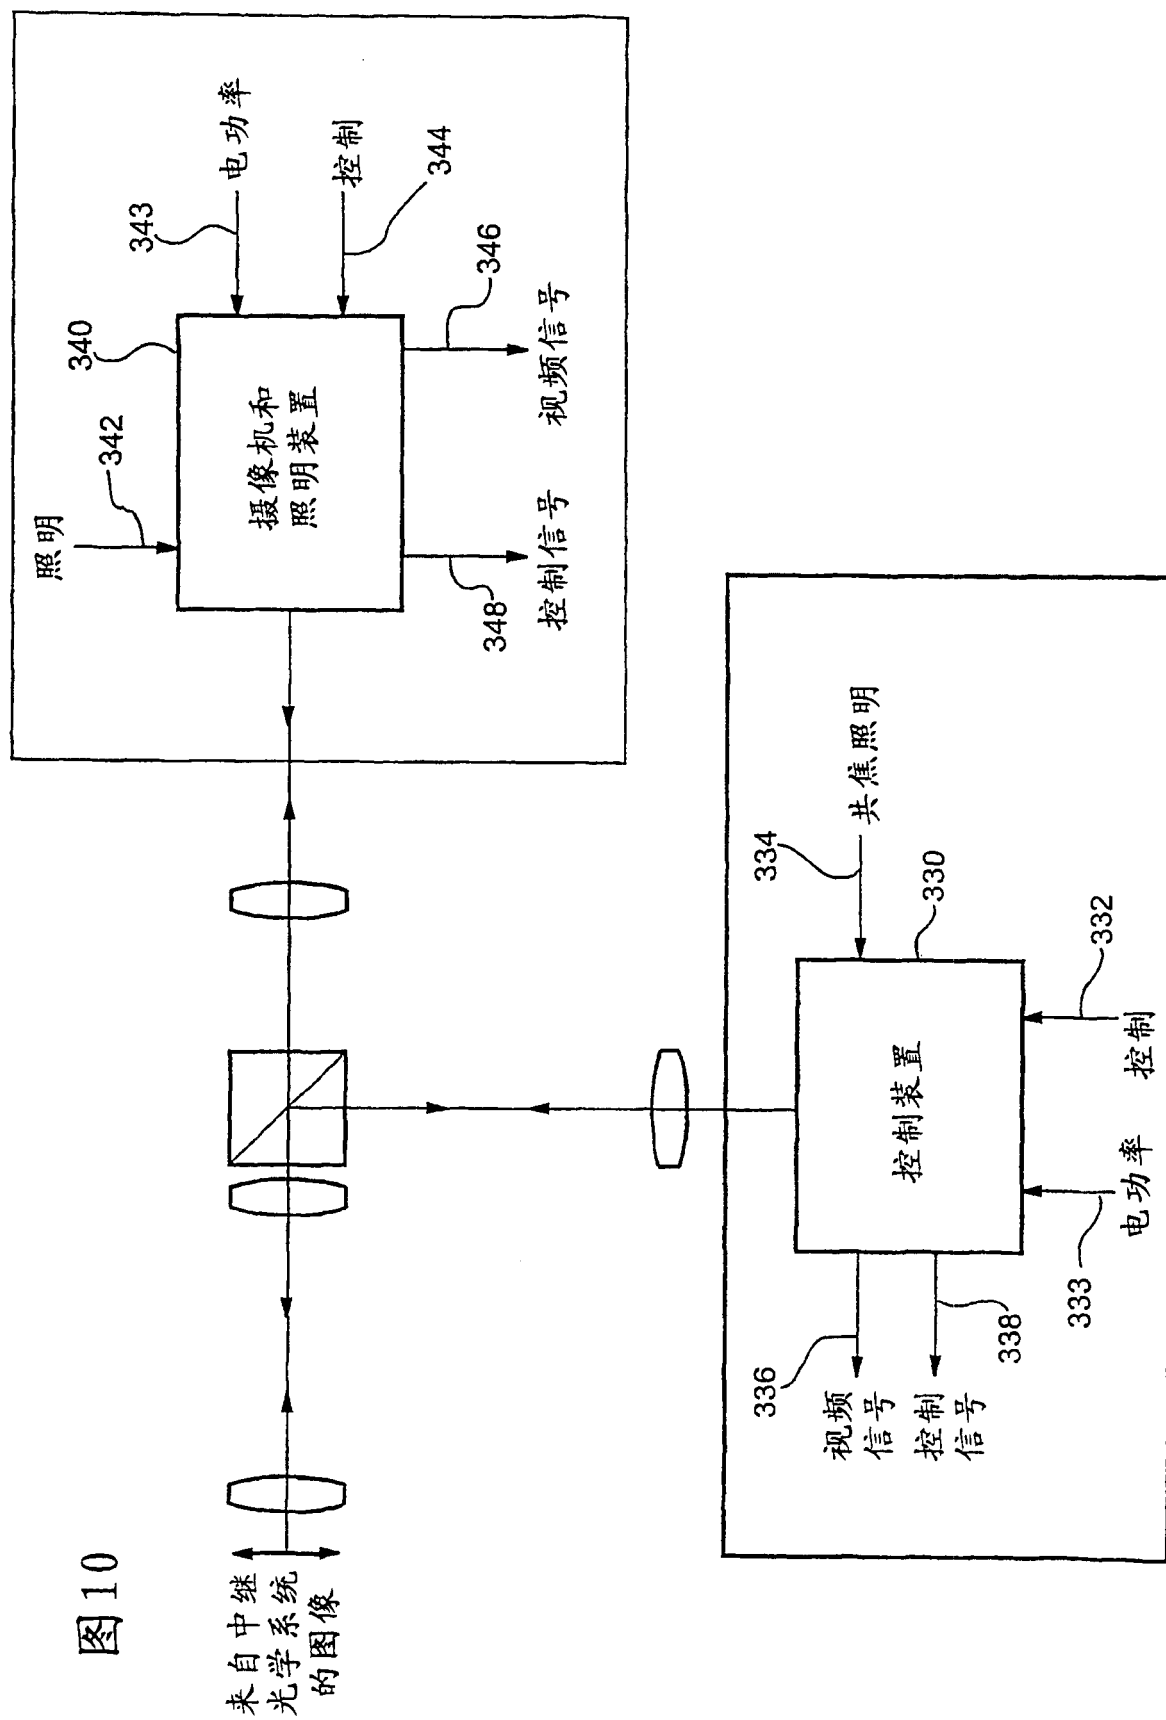 图10
来自中继
光学系统
的图像
照明
342
340
343
电功率
摄像机和
照明装置
控制
344
348
346
控制信号
视频信号
334
共焦照明
330
控制装置
336
视频
信号
338
控制
信号
333
332
电功率
控制